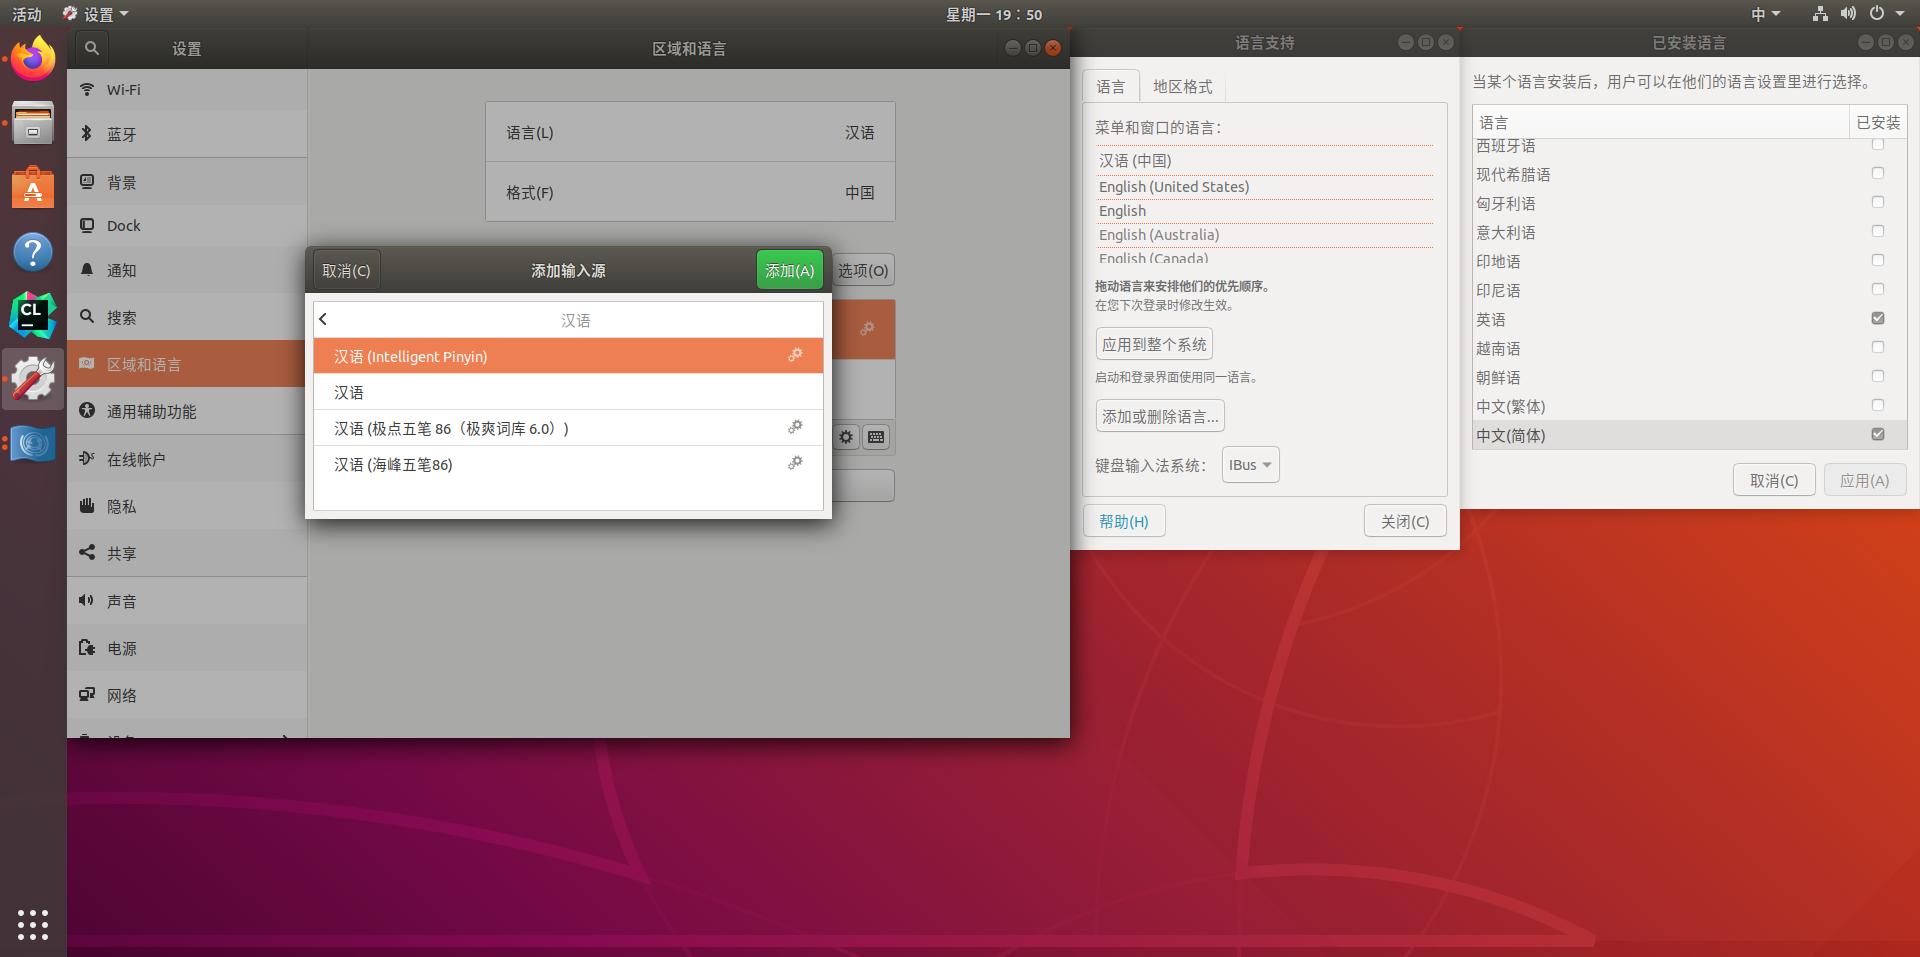 活动
设置
星期一 19：50
中
设置
区域和语言
Wi-Fi
蓝牙
背景
Dock
通知
搜索
区域和语言
通用辅助功能
在线帐户
隐私
共享
声音
电源
网络
语言(L)
汉语
格式(F)
中国
选项(O)
取消(C)
添加输入源
添加(A)
汉语
汉语 (Intelligent Pinyin)
汉语
汉语 (极点五笔 86（极爽词库 6.0）)
汉语 (海峰五笔86)
语言支持
语言
地区格式
菜单和窗口的语言：
汉语 (中国)
English (United States)
English
English (Australia)
English (Canada)
拖动语言来安排他们的优先顺序。
在您下次登录时修改生效。
应用到整个系统
启动和登录界面使用同一语言。
添加或删除语言...
键盘输入法系统：
IBus
帮助(H)
关闭(C)
已安装语言
当某个语言安装后，用户可以在他们的语言设置里进行选择。
语言
已安装
西班牙语
现代希腊语
匈牙利语
意大利语
印地语
印尼语
英语
越南语
朝鲜语
中文(繁体)
中文(简体)
取消(C)
应用(A)
CL